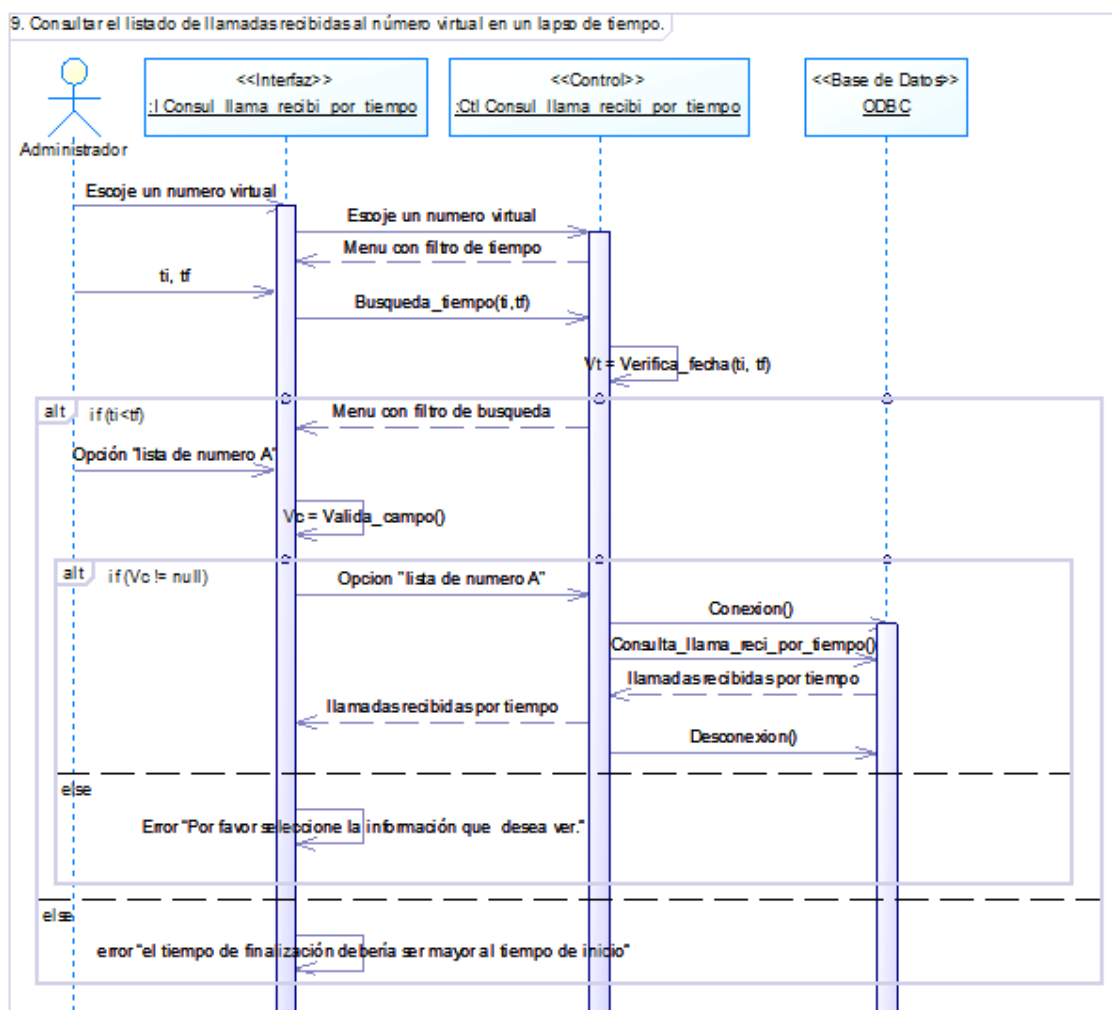 9. Consultar el listado de llamadas recibidas al número virtual en un lapso de tiempo.
<<Interfaz>>
:I Consul_llama_recibi_por_tiempo
<<Control>>
:Ctl Consul_llama_recibi_por_tiempo
<<Base de Datos>>
ODBC
Administrador
Escoje un numero virtual
Escoje un numero virtual
Menu con filtro de tiempo
ti, tf
Busqueda_tiempo(ti,tf)
Vt = Verifica_fecha(ti, tf)
alt
if (ti<tf)
Menu con filtro de busqueda
Opción "lista de numero A"
Vc = Valida_campo()
alt
if (Vc != null)
Opcion "lista de numero A"
Conexion()
Consulta_llama_reci_por_tiempo()
llamadas recibidas por tiempo
llamadas recibidas por tiempo
Desconexion()
else
Error "Por favor seleccione la información que desea ver."
else
error "el tiempo de finalización debería ser mayor al tiempo de inicio"